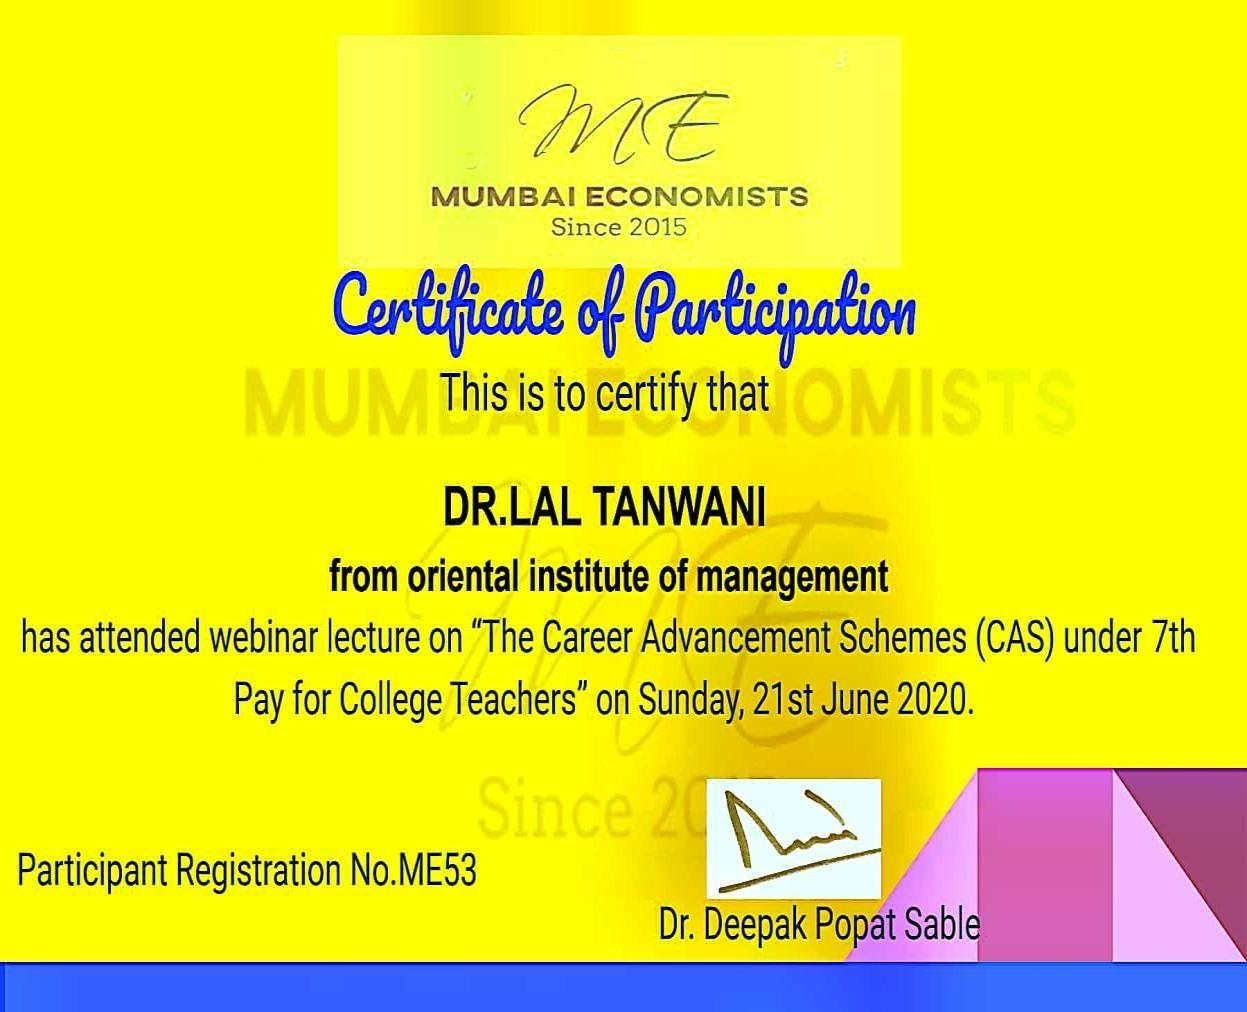 ME
MUMBAI ECONOMISTS
Since 2015
Certificate of Participation
MUMBAI ECONOMISTS
This is to certify that
ME
DR.LAL TANWANI
from oriental institute of management
has attended webinar lecture on “The Career Advancement Schemes (CAS) under 7th
Pay for College Teachers” on Sunday, 21st June 2020.
Since 2015
Participant Registration No.ME53
Dr. Deepak Popat Sable